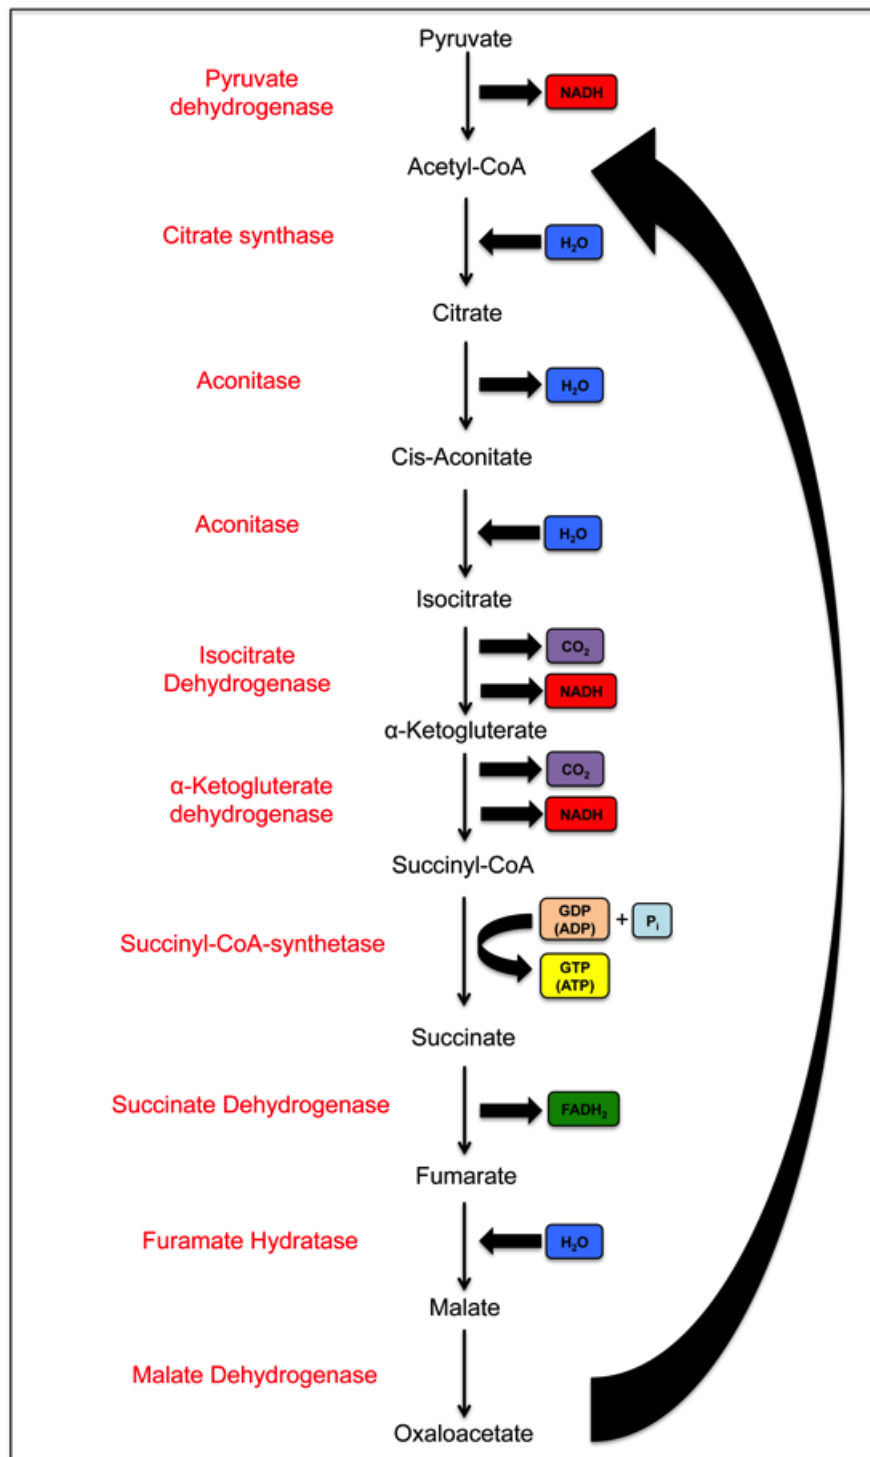 Pyruvate
Pyruvate
dehydrogenase
NADH
Acetyl-CoA
Citrate synthase
H₂O
Citrate
Aconitase
H₂O
Cis-Aconitate
Aconitase
H₂O
Isocitrate
Isocitrate
Dehydrogenase
CO₂
NADH
α-Ketogluterate
α-Ketogluterate
dehydrogenase
CO₂
NADH
Succinyl-CoA
Succinyl-CoA-synthetase
GDP
(ADP)
+
Pᵢ
GTP
(ATP)
Succinate
Succinate Dehydrogenase
FADH₂
Fumarate
Furamate Hydratase
H₂O
Malate
Malate Dehydrogenase
Oxaloacetate